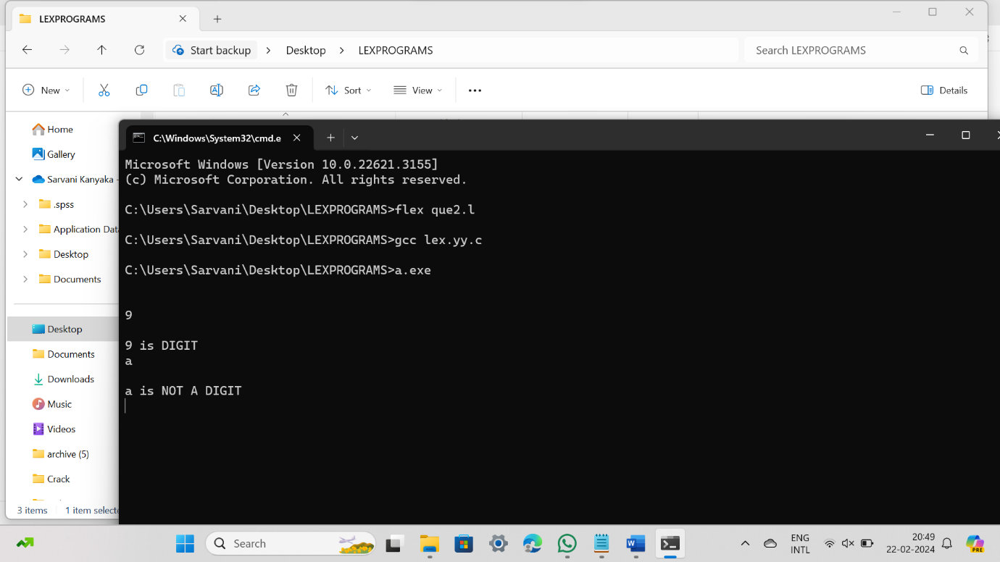 LEXPROGRAMS
Start backup > Desktop > LEXPROGRAMS
Search LEXPROGRAMS
New
Sort
View
Details
Home
Gallery
Sarvani Kanyaka -
.spss
Application Dat
Desktop
Documents
Desktop
Documents
Downloads
Music
Videos
archive (5)
Crack
3 items
1 item selecte
C:\Windows\System32\cmd.e
Microsoft Windows [Version 10.0.22621.3155]
(c) Microsoft Corporation. All rights reserved.
C:\Users\Sarvani\Desktop\LEXPROGRAMS>flex que2.l
C:\Users\Sarvani\Desktop\LEXPROGRAMS>gcc lex.yy.c
C:\Users\Sarvani\Desktop\LEXPROGRAMS>a.exe
9
9 is DIGIT
a
a is NOT A DIGIT
Search
ENG
INTL
20:49
22-02-2024
PRE